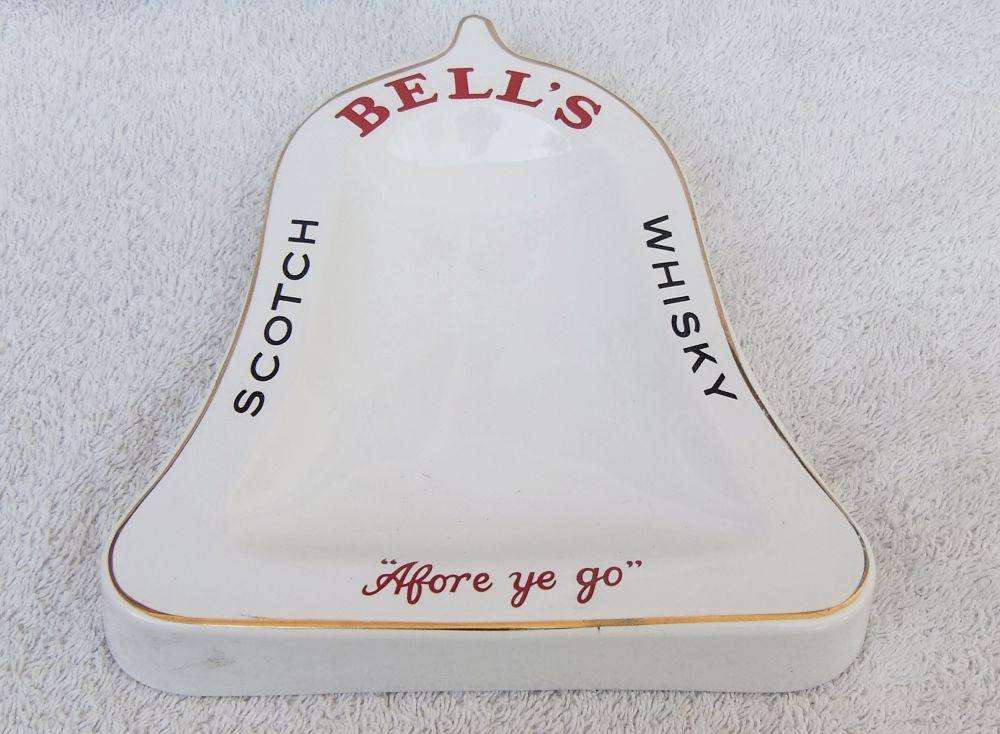 BELL'S
SCOTCH
WHISKY
"Afore ye go"